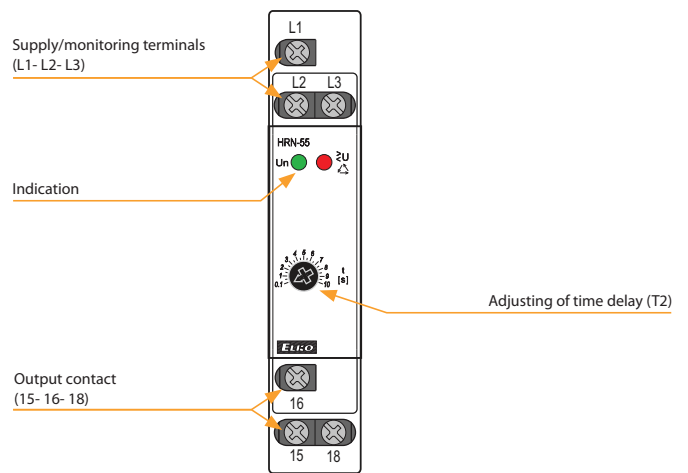 L1
Supply/monitoring terminals
(L1- L2- L3)
L2 L3
HRN-55
Un ≷U
Indication
0.1 1 2 3 4 5 6 7 8 9 10
t
[s]
Adjusting of time delay (T2)
ELKO
Output contact
(15- 16- 18)
16
15 18